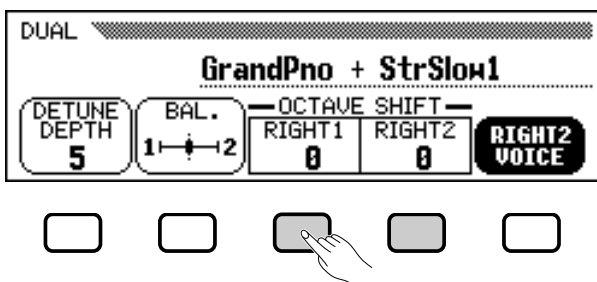 DUAL
GrandPno + StrSlow1
DETUNE DEPTH 5
BAL. 1 2
OCTAVE SHIFT
RIGHT1 0
RIGHT2 0
RIGHT2 VOICE